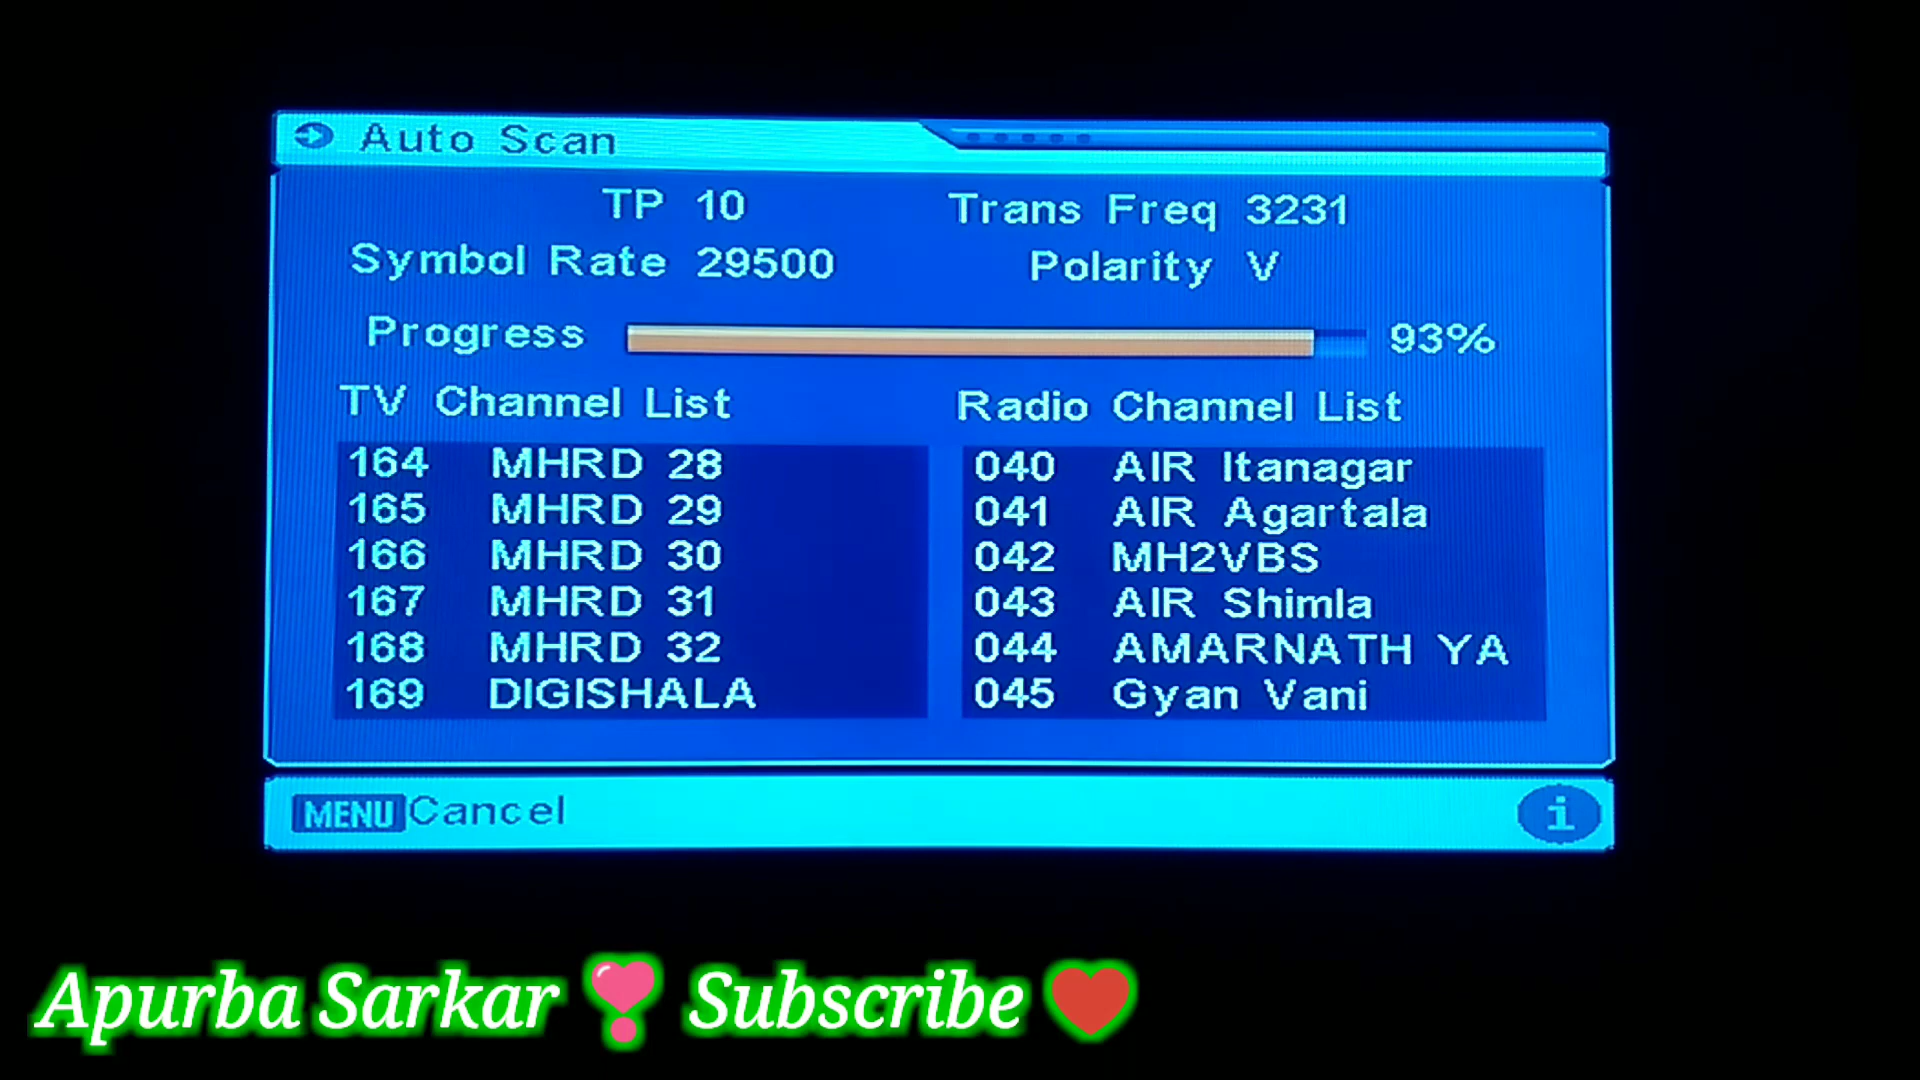 Auto Scan
TP 10 Trans Freq 3231
Symbol Rate 29500 Polarity V
Progress 93%
TV Channel List Radio Channel List
164 MHRD 28 040 AIR Itanagar
165 MHRD 29 041 AIR Agartala
166 MHRD 30 042 MH2VBS
167 MHRD 31 043 AIR Shimla
168 MHRD 32 044 AMARNATH YA
169 DIGISHALA 045 Gyan Vani
MENU Cancel i
Apurba Sarkar ❣ Subscribe ♥